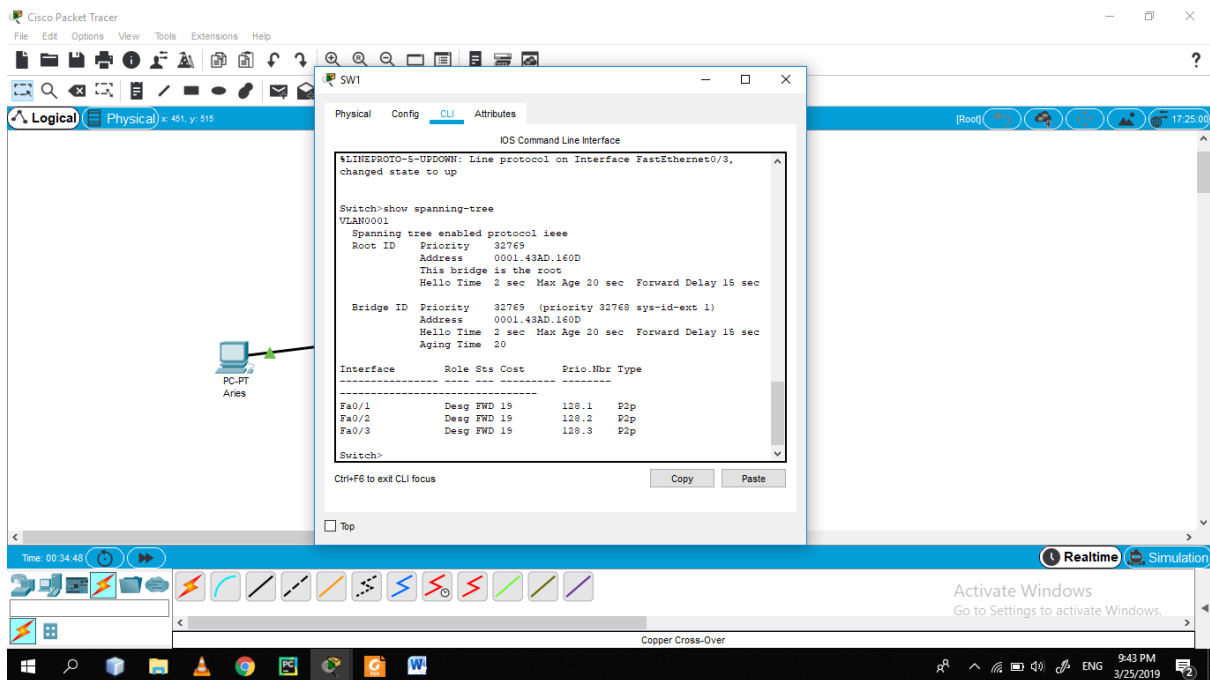 Cisco Packet Tracer
File Edit Options View Tools Extensions Help
?
SW1
Logical Physical x: 451, y: 515
[Root] 17:25:00
Physical Config CLI Attributes
IOS Command Line Interface
%LINEPROTO-5-UPDOWN: Line protocol on Interface FastEthernet0/3,
changed state to up
Switch>show spanning-tree
VLAN0001
  Spanning tree enabled protocol ieee
  Root ID    Priority    32769
             Address     0001.43AD.160D
             This bridge is the root
             Hello Time  2 sec  Max Age 20 sec  Forward Delay 15 sec
  Bridge ID  Priority    32769  (priority 32768 sys-id-ext 1)
             Address     0001.43AD.160D
             Hello Time  2 sec  Max Age 20 sec  Forward Delay 15 sec
             Aging Time  20
Interface        Role Sts Cost      Prio.Nbr Type
---------------- ---- --- --------- --------
--------------------------------
Fa0/1            Desg FWD 19        128.1    P2p
Fa0/2            Desg FWD 19        128.2    P2p
Fa0/3            Desg FWD 19        128.3    P2p
Switch>
Ctrl+F6 to exit CLI focus
Copy Paste
Top
PC-PT
Aries
Time: 00:34:48
Realtime Simulation
Activate Windows
Go to Settings to activate Windows.
Copper Cross-Over
ENG
9:43 PM
3/25/2019
2